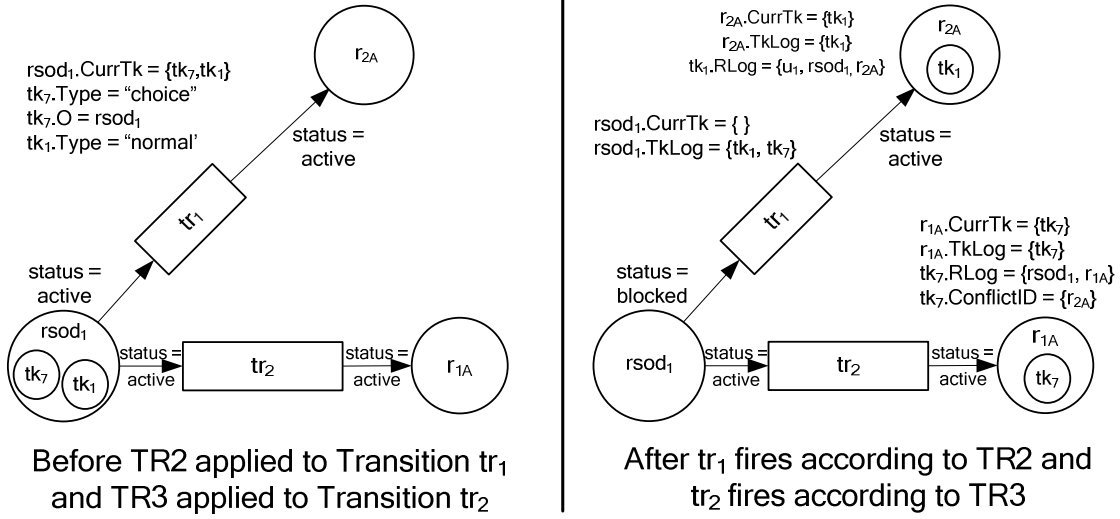 rsod₁.CurrTk = {tk₇,tk₁}
tk₇.Type = “choice”
tk₇.O = rsod₁
tk₁.Type = “normal’
r₂A
status =
active
tr₁
status =
active
rsod₁
tk₇
tk₁
status =
active
tr₂
status =
active
r₁A
Before TR2 applied to Transition tr₁
and TR3 applied to Transition tr₂
r₂A.CurrTk = {tk₁}
r₂A.TkLog = {tk₁}
tk₁.RLog = {u₁, rsod₁, r₂A}
r₂A
tk₁
rsod₁.CurrTk = { }
rsod₁.TkLog = {tk₁, tk₇}
status =
active
tr₁
status =
blocked
r₁A.CurrTk = {tk₇}
r₁A.TkLog = {tk₇}
tk₇.RLog = {rsod₁, r₁A}
tk₇.ConflictID = {r₂A}
rsod₁
status =
active
tr₂
status =
active
r₁A
tk₇
After tr₁ fires according to TR2 and
tr₂ fires according to TR3